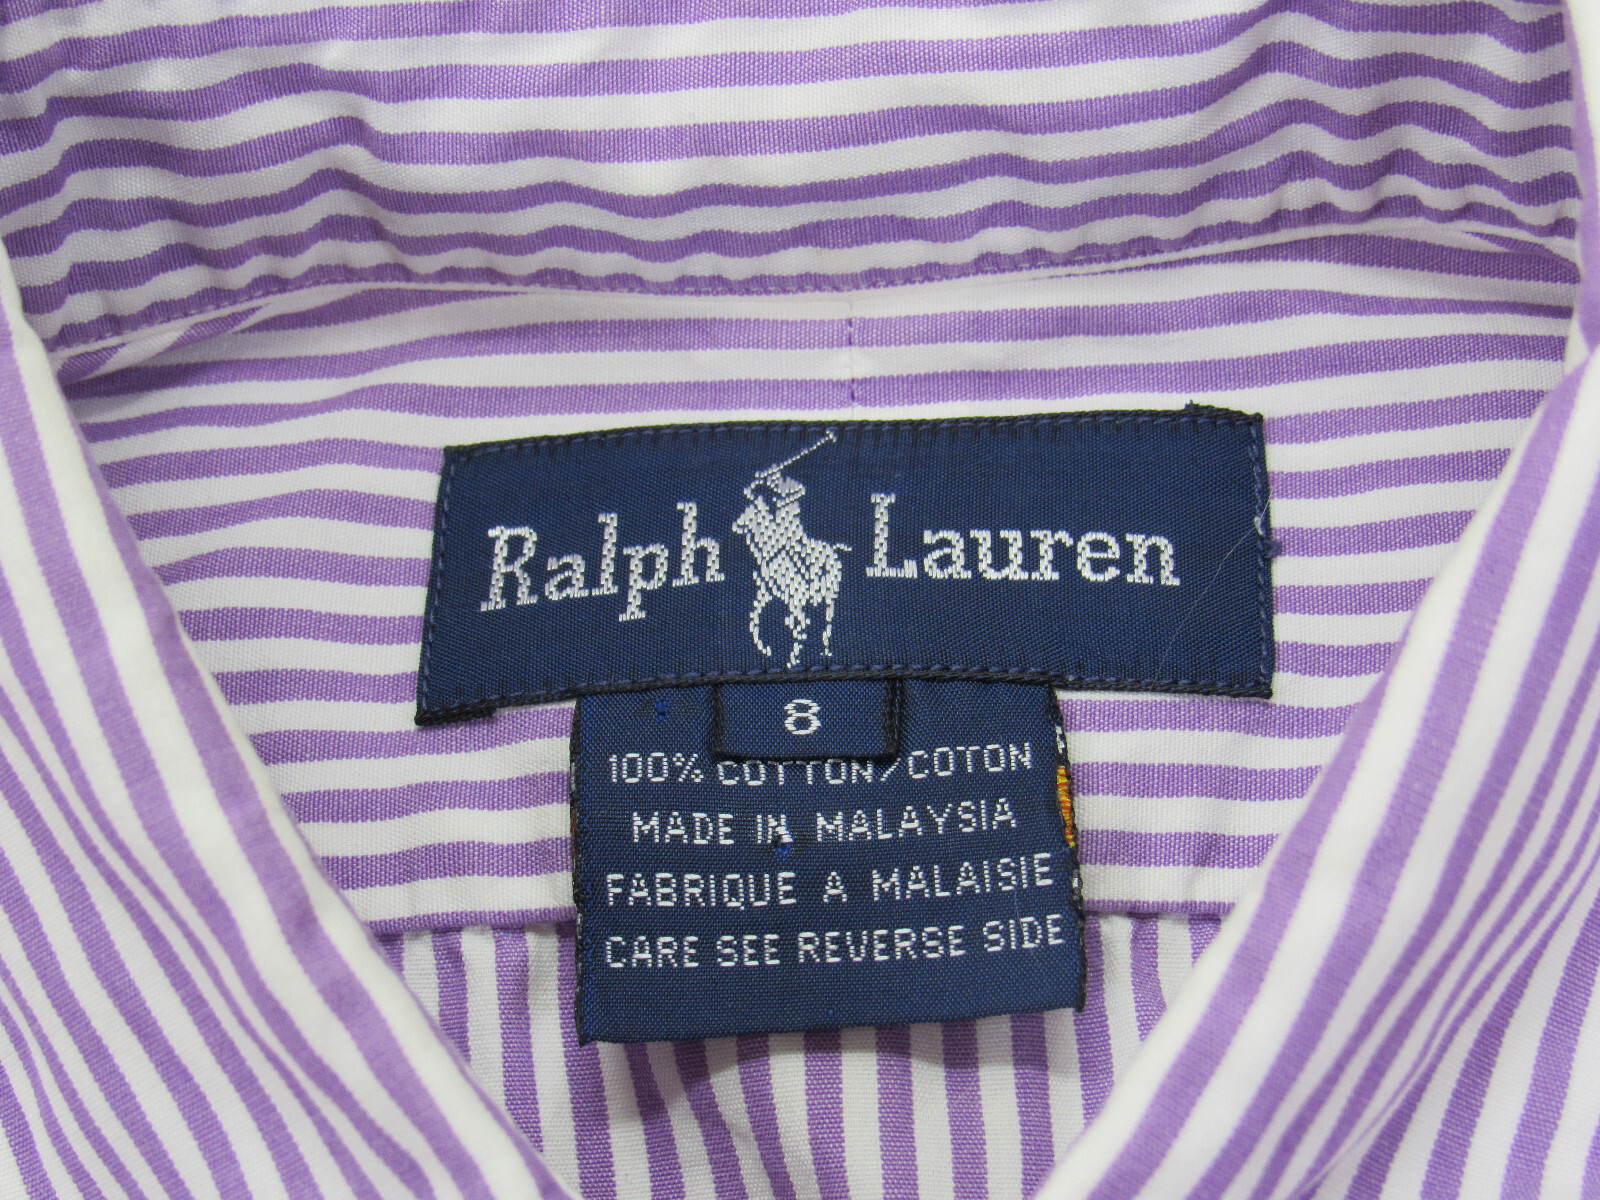 Ralph Lauren
8
100% COTTON/COTON
MADE IN MALAYSIA
FABRIQUE A MALAISIE
CARE SEE REVERSE SIDE